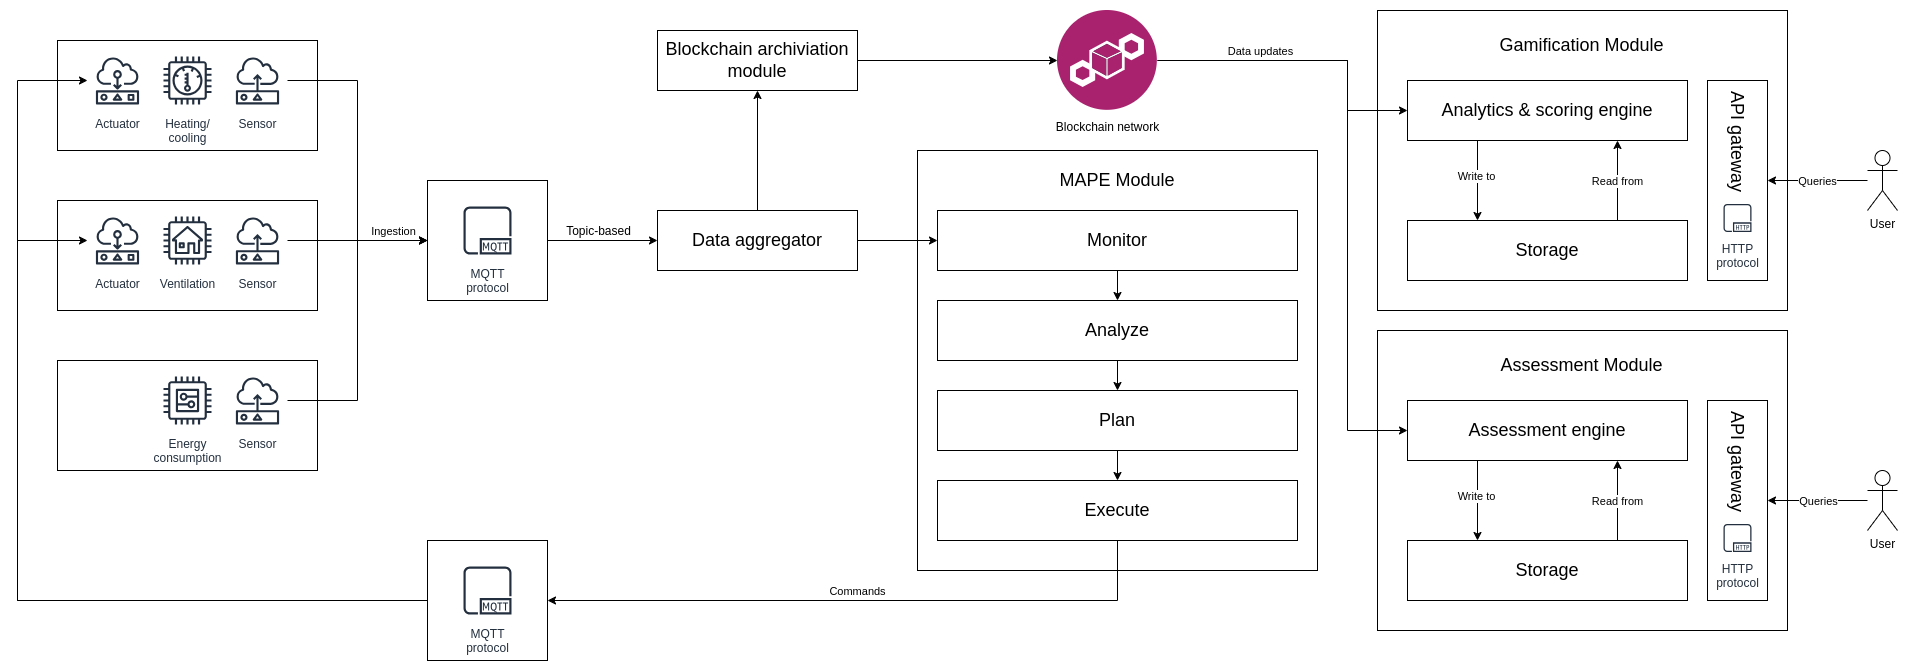 Actuator
Heating/
cooling
Sensor
Actuator
Ventilation
Sensor
Energy
consumption
Sensor
Ingestion
MQTT
MQTT
protocol
Topic-based
Blockchain archiviation
module
Data aggregator
Blockchain network
Data updates
MAPE Module
Monitor
Analyze
Plan
Execute
Commands
MQTT
MQTT
protocol
Gamification Module
Analytics & scoring engine
Write to
Read from
Storage
API gateway
HTTP
HTTP
protocol
Queries
User
Assessment Module
Assessment engine
Write to
Read from
Storage
API gateway
HTTP
HTTP
protocol
Queries
User